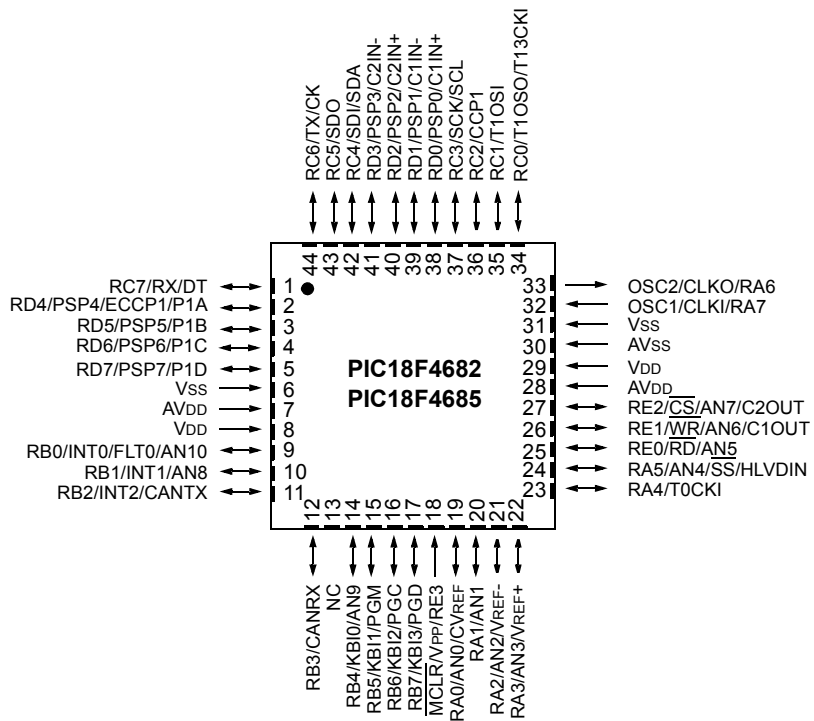 RC6/TX/CK
RC5/SDO
RC4/SDI/SDA
RD3/PSP3/C2IN-
RD2/PSP2/C2IN+
RD1/PSP1/C1IN-
RD0/PSP0/C1IN+
RC3/SCK/SCL
RC2/CCP1
RC1/T1OSI
RC0/T1OSO/T13CKI
44
43
42
41
40
39
38
37
36
35
34
RC7/RX/DT 1
RD4/PSP4/ECCP1/P1A 2
RD5/PSP5/P1B 3
RD6/PSP6/P1C 4
RD7/PSP7/P1D 5
VSS 6
AVDD 7
VDD 8
RB0/INT0/FLT0/AN10 9
RB1/INT1/AN8 10
RB2/INT2/CANTX 11
PIC18F4682
PIC18F4685
33 OSC2/CLKO/RA6
32 OSC1/CLKI/RA7
31 VSS
30 AVSS
29 VDD
28 AVDD
27 RE2/CS/AN7/C2OUT
26 RE1/WR/AN6/C1OUT
25 RE0/RD/AN5
24 RA5/AN4/SS/HLVDIN
23 RA4/T0CKI
12
13
14
15
16
17
18
19
20
21
22
RB3/CANRX
NC
RB4/KBI0/AN9
RB5/KBI1/PGM
RB6/KBI2/PGC
RB7/KBI3/PGD
MCLR/VPP/RE3
RA0/AN0/CVREF
RA1/AN1
RA2/AN2/VREF-
RA3/AN3/VREF+